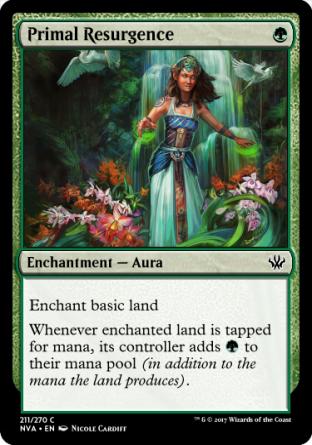 Primal Resurgence
Enchantment — Aura
Enchant basic land
Whenever enchanted land is tapped
for mana, its controller adds to
their mana pool (in addition to the
mana the land produces).
211/270 C
NVA • EN NICOLE CARDIFF
™ & © 2017 Wizards of the Coast